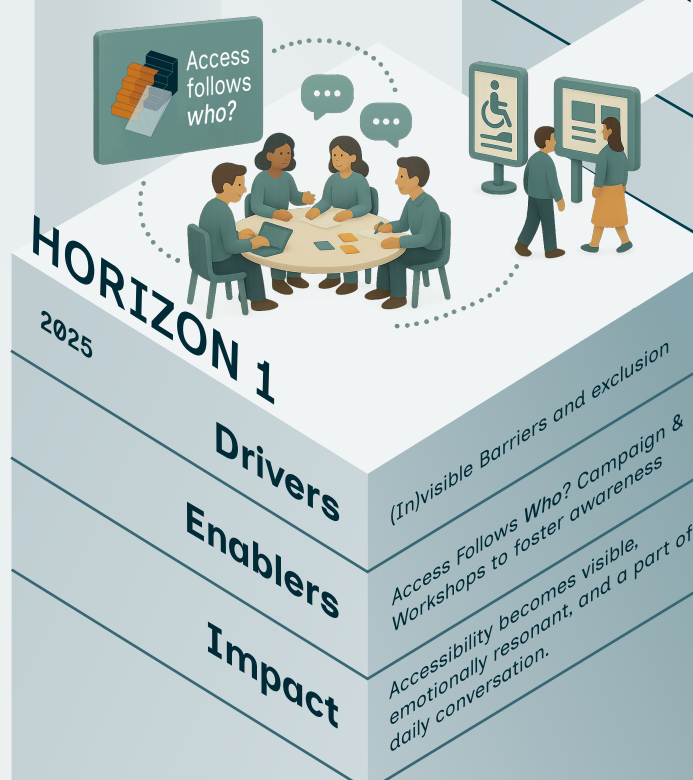 Access
follows
who?
HORIZON 1
2025
Drivers
(In)visible Barriers and exclusion
Enablers
Access Follows Who? Campaign &
Workshops to foster awareness
Impact
Accessibility becomes visible,
emotionally resonant, and a part of
daily conversation.